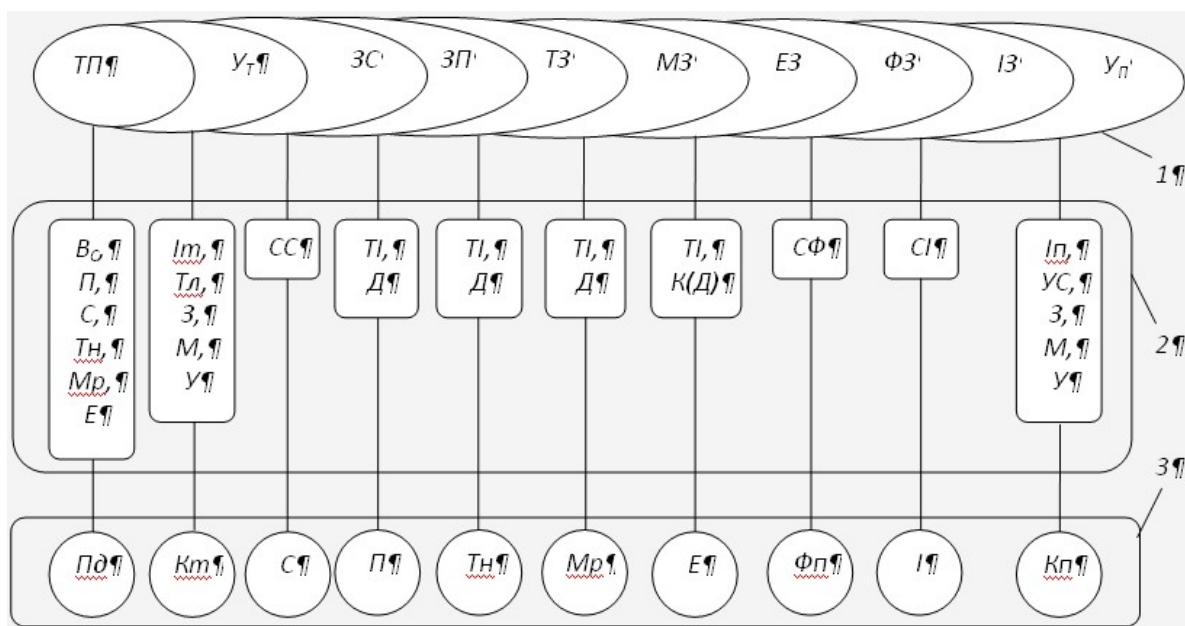 ТП¶ Ут¶ ЗС' ЗП' ТЗ' МЗ' ЕЗ ФЗ' ІЗ' Уп'
1¶
Во,¶
П,¶
С,¶
Тн,¶
Мр,¶
Е¶
Іт,¶
Тл,¶
З,¶
М,¶
У¶
СС¶
ТІ,¶
Д¶
ТІ,¶
Д¶
ТІ,¶
Д¶
ТІ,¶
К(Д)¶
СФ¶
СІ¶
Іп,¶
УС,¶
З,¶
М,¶
У¶
2¶
3¶
Пд¶ Кт¶ С¶ П¶ Тн¶ Мр¶ Е¶ Фп¶ І¶ Кп¶